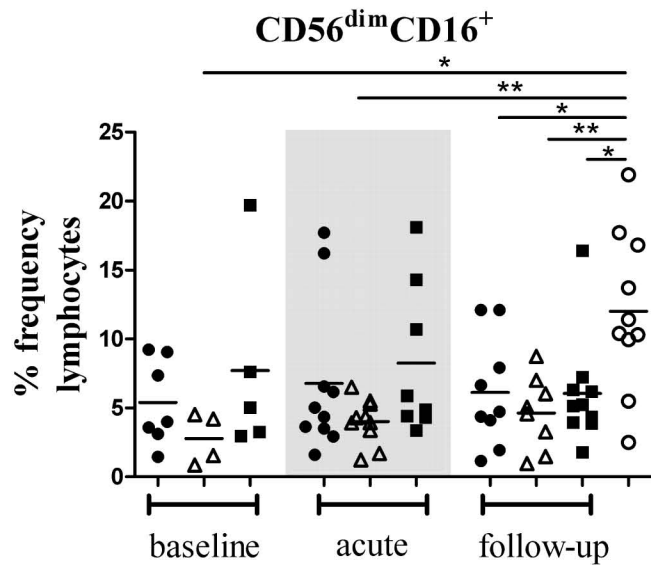 CD56dimCD16+
*
**
*
**
*
% frequency
lymphocytes
25
20
15
10
5
0
baseline acute follow-up